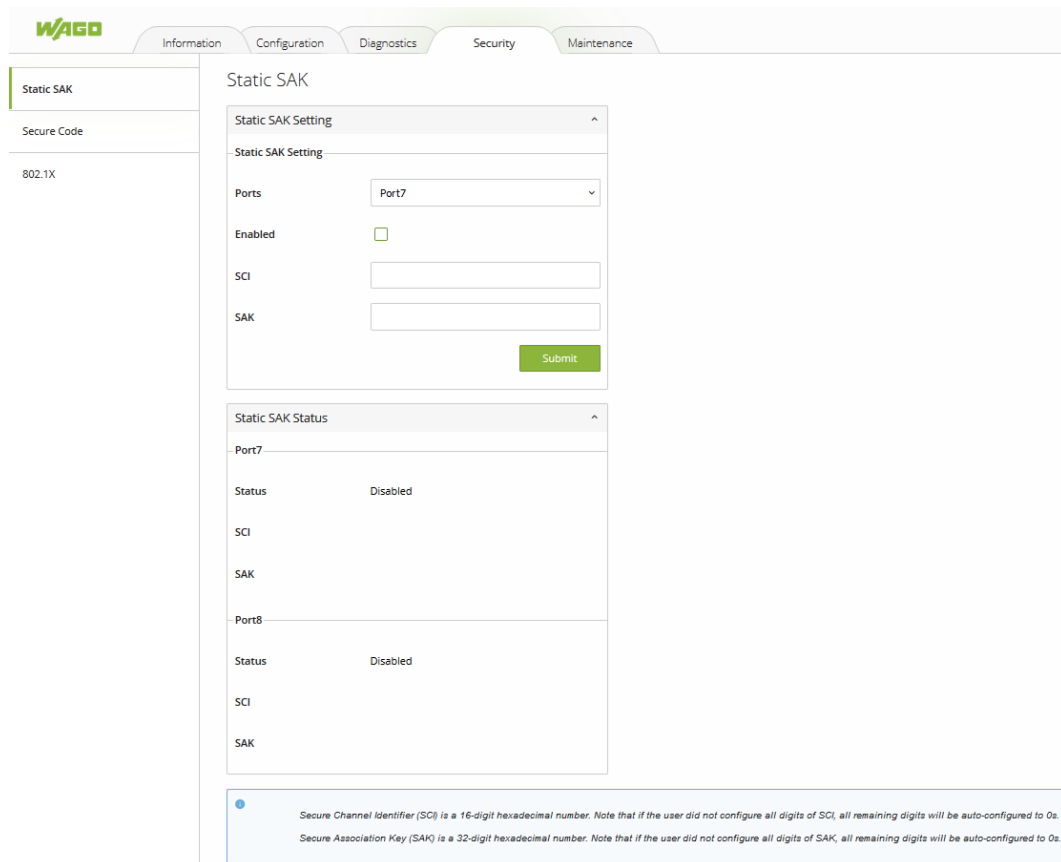 WAGO
Information Configuration Diagnostics Security Maintenance
Static SAK
Secure Code
802.1X
Static SAK
Static SAK Setting
Static SAK Setting
Ports Port7
Enabled
SCI
SAK
Submit
Static SAK Status
Port7
Status Disabled
SCI
SAK
Port8
Status Disabled
SCI
SAK
Secure Channel Identifier (SCI) is a 16-digit hexadecimal number. Note that if the user did not configure all digits of SCI, all remaining digits will be auto-configured to 0s.
Secure Association Key (SAK) is a 32-digit hexadecimal number. Note that if the user did not configure all digits of SAK, all remaining digits will be auto-configured to 0s.